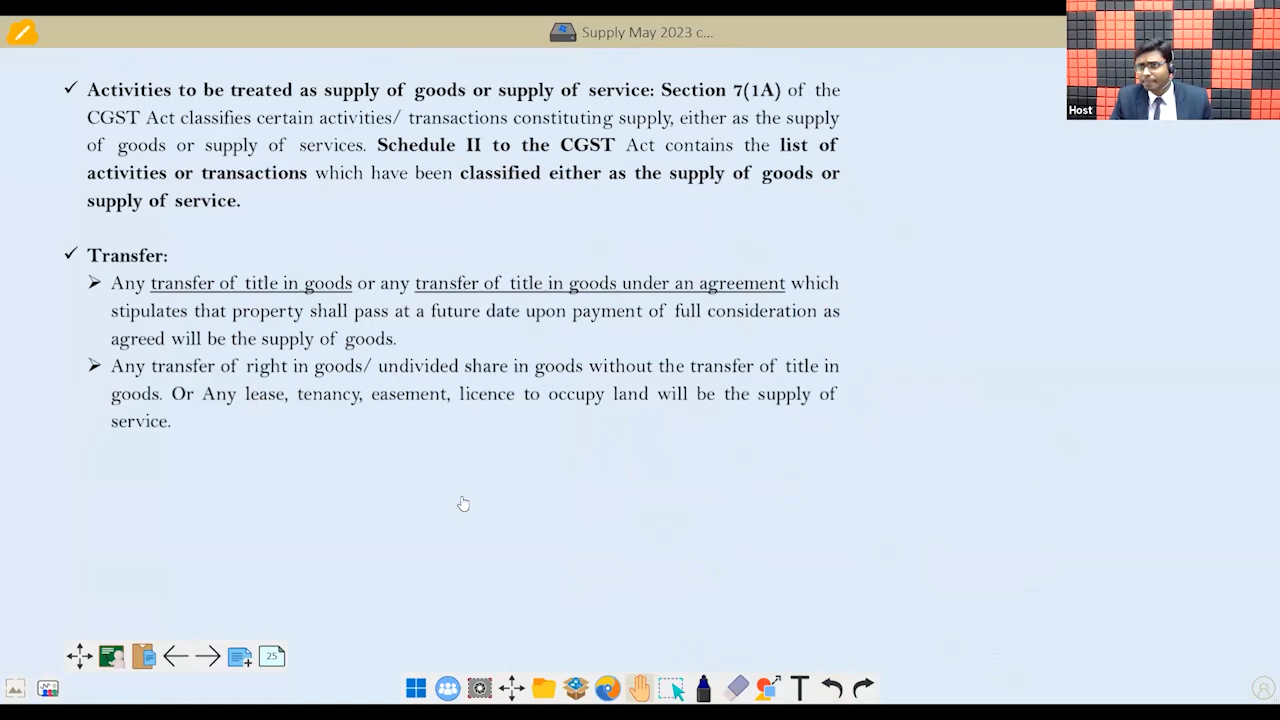 Supply May 2023 c...
Host
✓ Activities to be treated as supply of goods or supply of service: Section 7(1A) of the
CGST Act classifies certain activity/ transactions constituting supply, either as the supply
of goods or supply of services. Schedule II to the CGST Act contains the list of
activities or transactions which have been classified either as the supply of goods or
supply of service.
✓ Transfer:
➢ Any transfer of title in goods or any transfer of title in goods under an agreement which
stipulates that property shall pass at a future date upon payment of full consideration as
agreed will be the supply of goods.
➢ Any transfer of right in goods/ undivided share in goods without the transfer of title in
goods. Or Any lease, tenancy, easement, licence to occupy land will be the supply of
service.
25
T